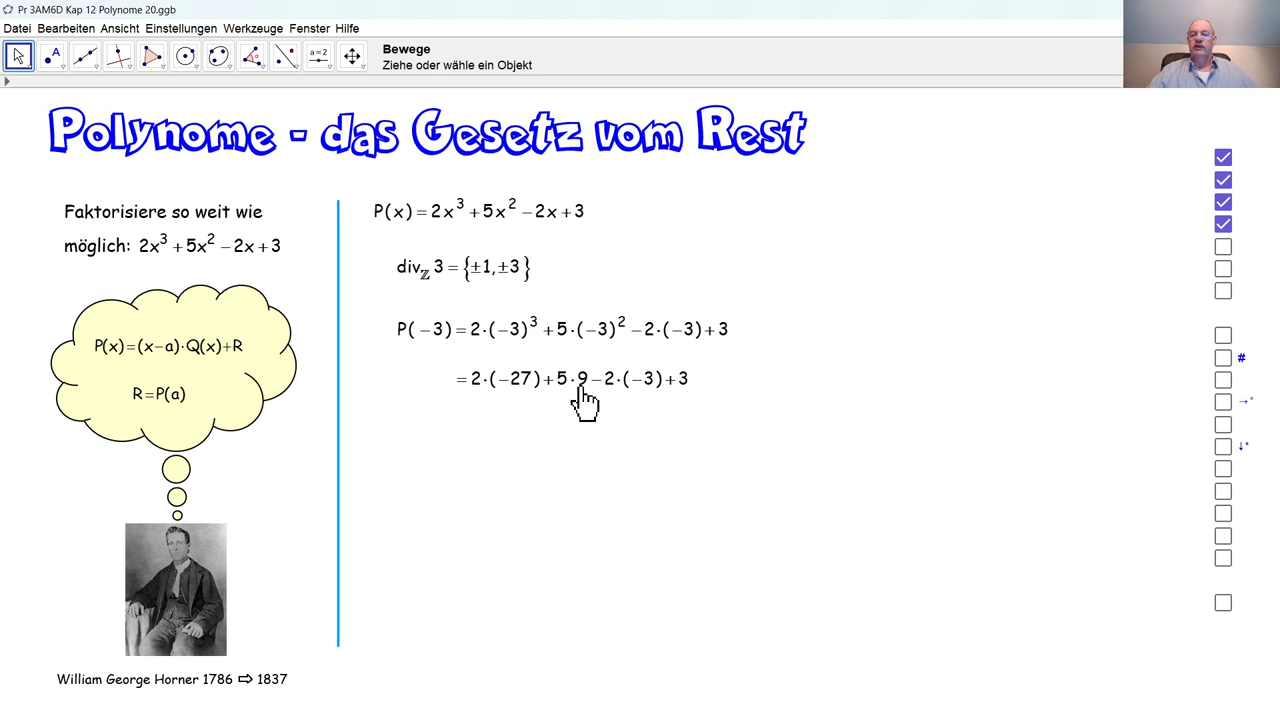 Pr 3AM6D Kap 12 Polynome 20.ggb
Datei Bearbeiten Ansicht Einstellungen Werkzeuge Fenster Hilfe
A
a=2
Bewege
Ziehe oder wähle ein Objekt
Polynome - das Gesetz vom Rest
Faktorisiere so weit wie
möglich: 2x³ + 5x² − 2x + 3
P(x)=(x−a)·Q(x)+R
R=P(a)
William George Horner 1786 ⇨ 1837
P(x) = 2x³ + 5x² − 2x + 3
div_ℤ 3 = {±1, ±3}
P(−3) = 2·(−3)³ + 5·(−3)² − 2·(−3) + 3
= 2·(−27) + 5·9 − 2·(−3) + 3
#
→*
↓*